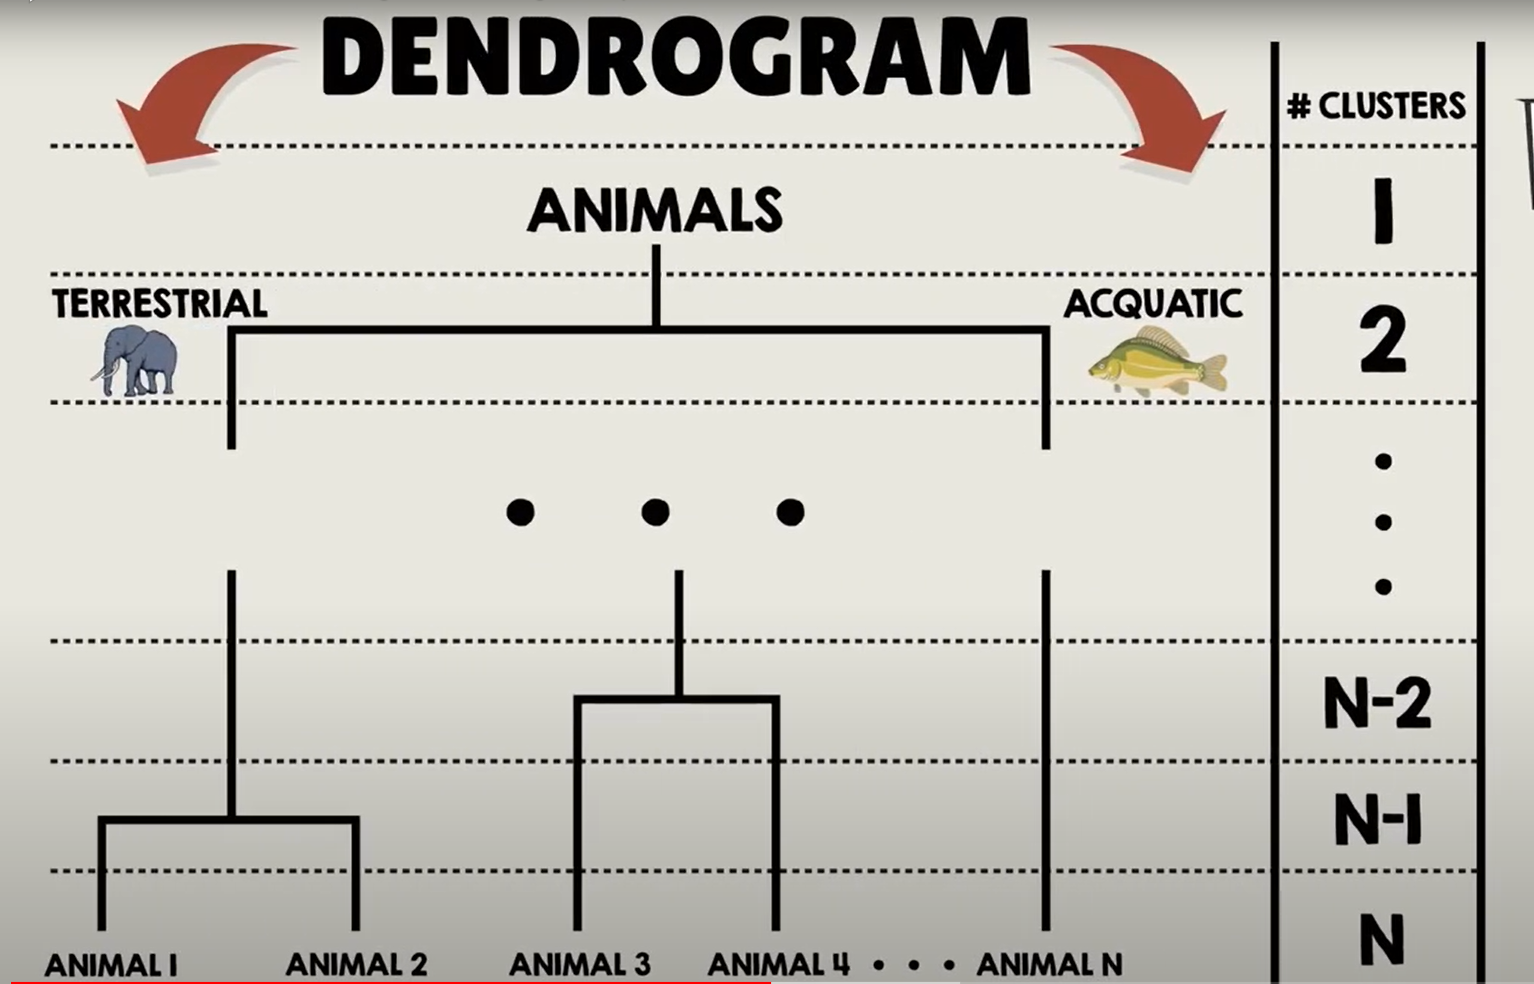 DENDROGRAM
# CLUSTERS
1
ANIMALS
TERRESTRIAL
ACQUATIC
2
N-2
N-1
N
ANIMAL 1
ANIMAL 2
ANIMAL 3
ANIMAL 4 • • • ANIMAL N